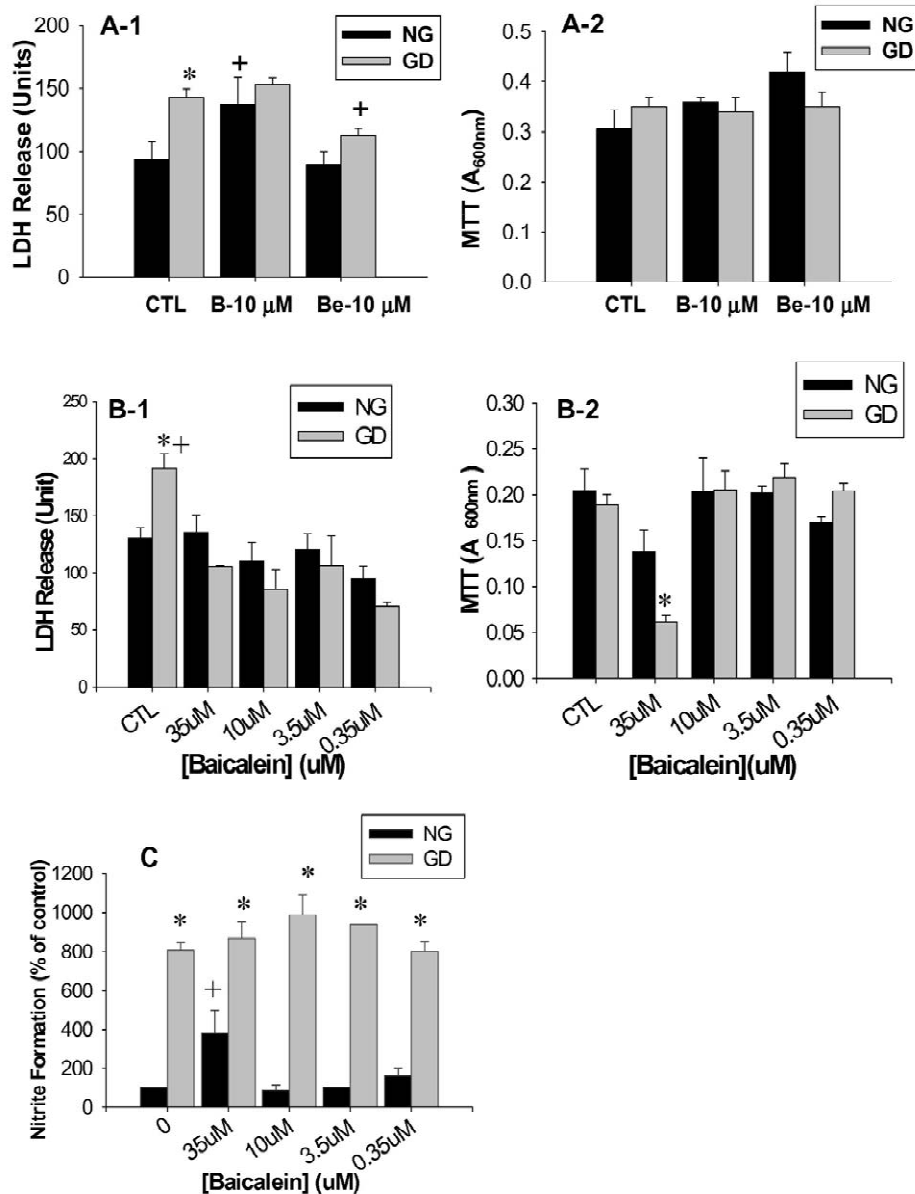 A-1
NG
GD
LDH Release (Units)
200
150
100
50
0
*
+
+
CTL B-10 µM Be-10 µM
A-2
NG
GD
MTT (A600nm)
0.5
0.4
0.3
0.2
0.1
0.0
CTL B-10 µM Be-10 µM
B-1
NG
GD
LDH Release (Unit)
250
200
150
100
50
0
*+
CTL 35uM 10uM 3.5uM 0.35uM
[Baicalein] (uM)
B-2
NG
GD
MTT (A 600nm)
0.30
0.25
0.20
0.15
0.10
0.05
0.00
*
CTL 35uM 10uM 3.5uM 0.35uM
[Baicalein](uM)
C
NG
GD
Nitrite Formation (% of control)
1200
1000
800
600
400
200
0
* * * * *
+
0 35uM 10uM 3.5uM 0.35uM
[Baicalein] (uM)